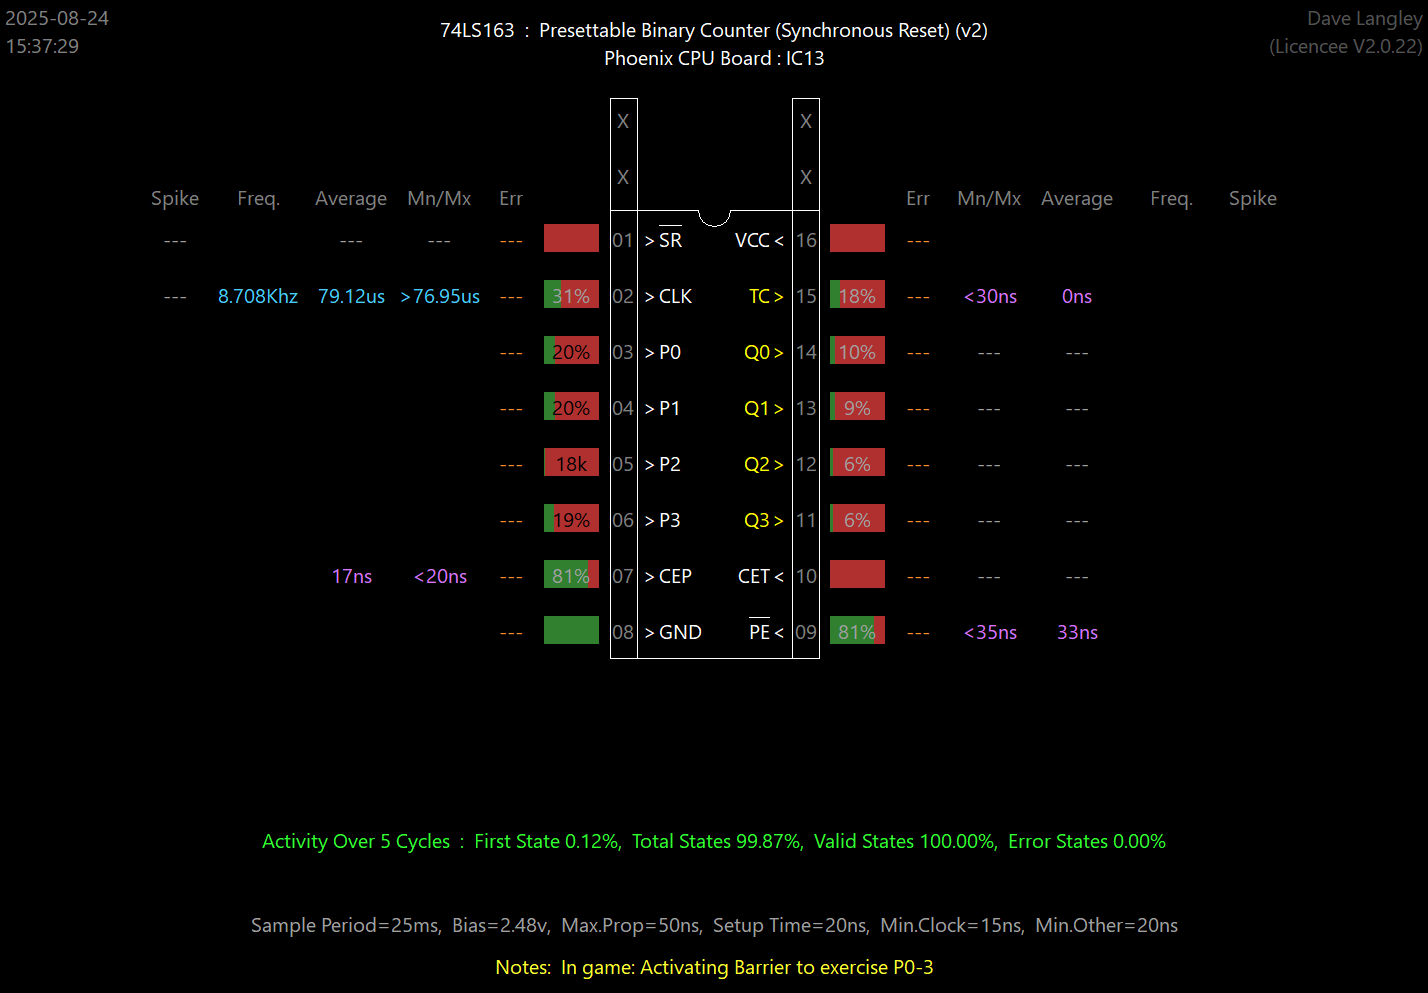 2025-08-24
15:37:29
74LS163 : Presettable Binary Counter (Synchronous Reset) (v2)
Phoenix CPU Board : IC13
Dave Langley
(Licencee V2.0.22)
X X
X X
Spike Freq. Average Mn/Mx Err Err Mn/Mx Average Freq. Spike
--- --- --- --- 01 >SR VCC< 16 ---
--- 8.708Khz 79.12us >76.95us --- 31% 02 >CLK TC> 15 18% --- <30ns 0ns
--- 20% 03 >P0 Q0> 14 10% --- --- ---
--- 20% 04 >P1 Q1> 13 9% --- --- ---
--- 18k 05 >P2 Q2> 12 6% --- --- ---
--- 19% 06 >P3 Q3> 11 6% --- --- ---
17ns <20ns --- 81% 07 >CEP CET< 10 --- --- ---
--- 08 >GND PE< 09 81% --- <35ns 33ns
Activity Over 5 Cycles : First State 0.12%, Total States 99.87%, Valid States 100.00%, Error States 0.00%
Sample Period=25ms, Bias=2.48v, Max.Prop=50ns, Setup Time=20ns, Min.Clock=15ns, Min.Other=20ns
Notes: In game: Activating Barrier to exercise P0-3